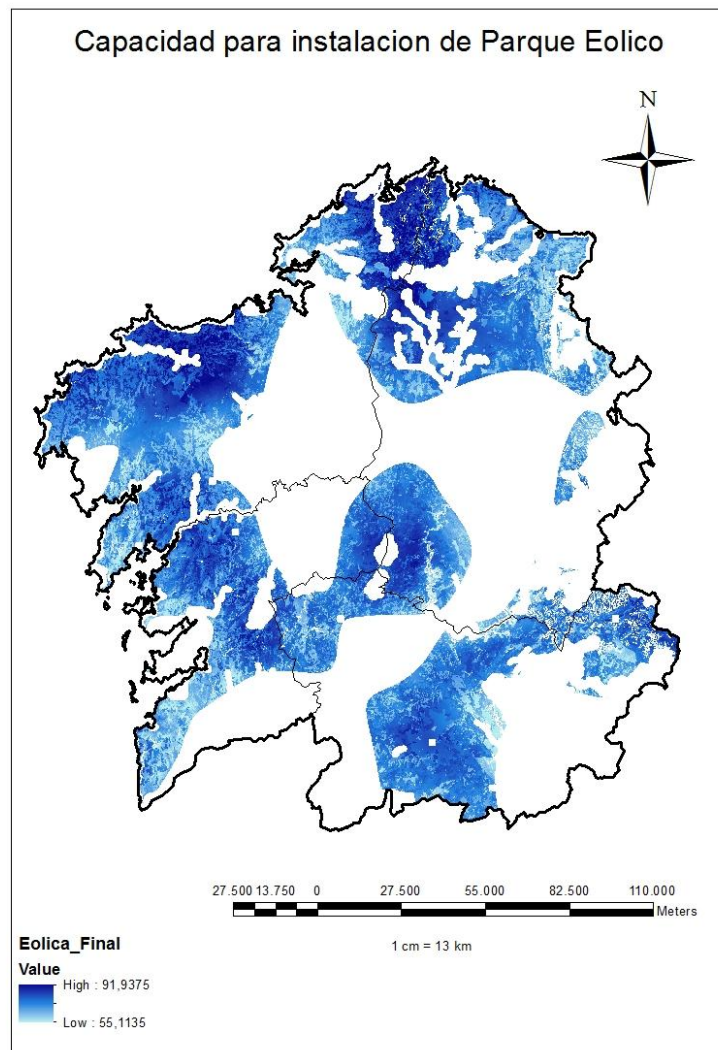 Capacidad para instalacion de Parque Eolico
N
27.500 13.750 0 27.500 55.000 82.500 110.000
Meters
1 cm = 13 km
Eolica_Final
Value
High : 91,9375
Low : 55,1135